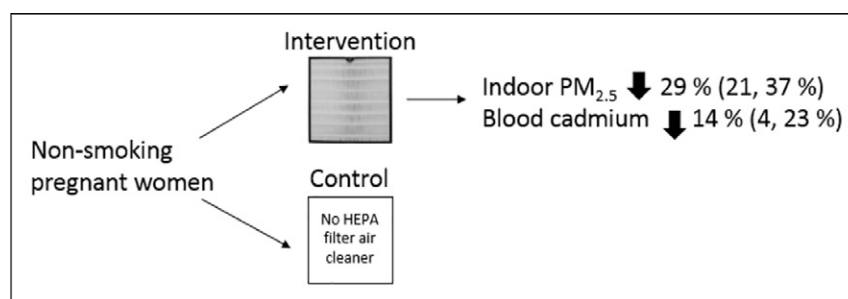 Intervention
Indoor PM2.5 29 % (21, 37 %)
Blood cadmium 14 % (4, 23 %)
Non-smoking
pregnant women
Control
No HEPA
filter air
cleaner